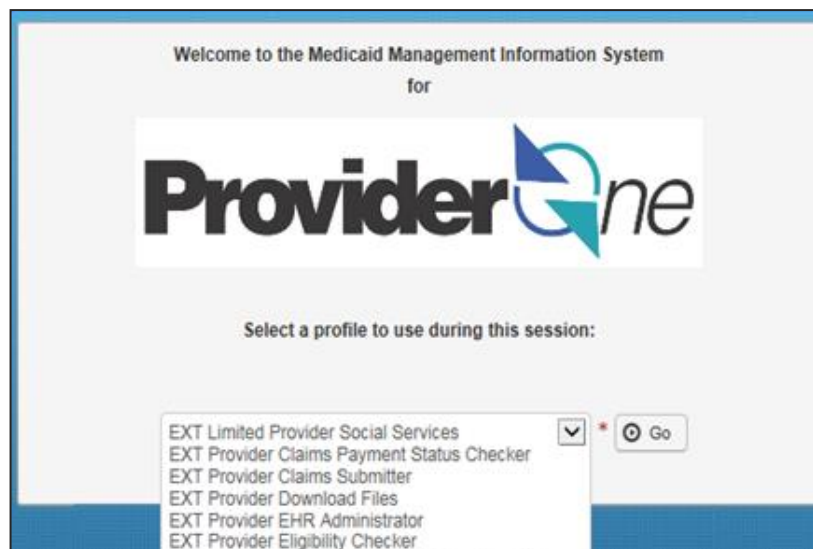 Welcome to the Medicaid Management Information System
for
ProviderOne
Select a profile to use during this session:
EXT Limited Provider Social Services
* Go
EXT Provider Claims Payment Status Checker
EXT Provider Claims Submitter
EXT Provider Download Files
EXT Provider EHR Administrator
EXT Provider Eligibility Checker